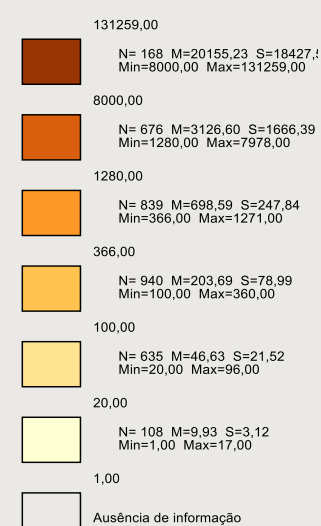 131259,00
N= 168 M=20155,23
Min=8000,00 Max=131259,00
8000,00
N= 676 M=3126,60 S=1666,39
Min=1280,00 Max=7978,00
1280,00
N= 839 M=698,59 S=247,84
Min=366,00 Max=1271,00
366,00
N= 940 M=203,69 S=78,99
Min=100,00 Max=360,00
100,00
N= 635 M=46,63 S=21,52
Min=20,00 Max=96,00
20,00
N= 108 M=9,93 S=3,12
Min=1,00 Max=17,00
1,00
Ausência de informação